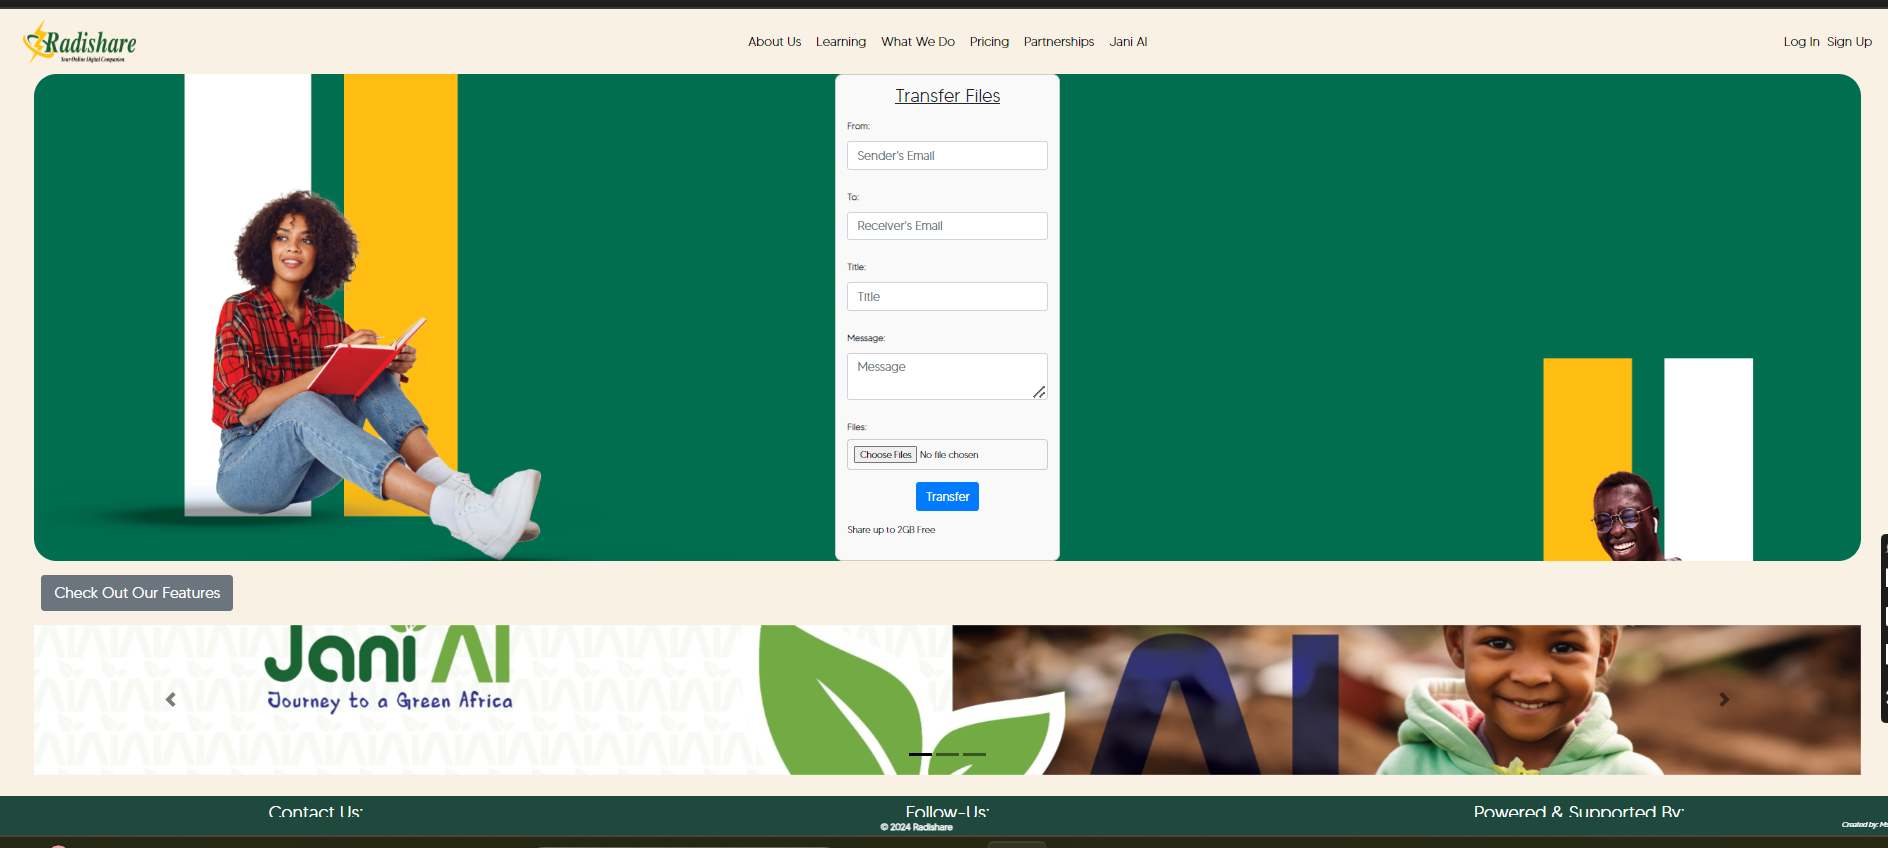 Radishare
Your Online Digital Companion
About Us Learning What We Do Pricing Partnerships Jani AI
Log In Sign Up
Transfer Files
From:
Sender's Email
To:
Receiver's Email
Title:
Title
Message:
Message
Files:
Choose Files No file chosen
Transfer
Share up to 2GB Free
Check Out Our Features
Jani AI
Journey to a Green Africa
AI
Contact Us:
Follow-Us:
Powered & Supported By:
© 2024 Radishare
Created by: